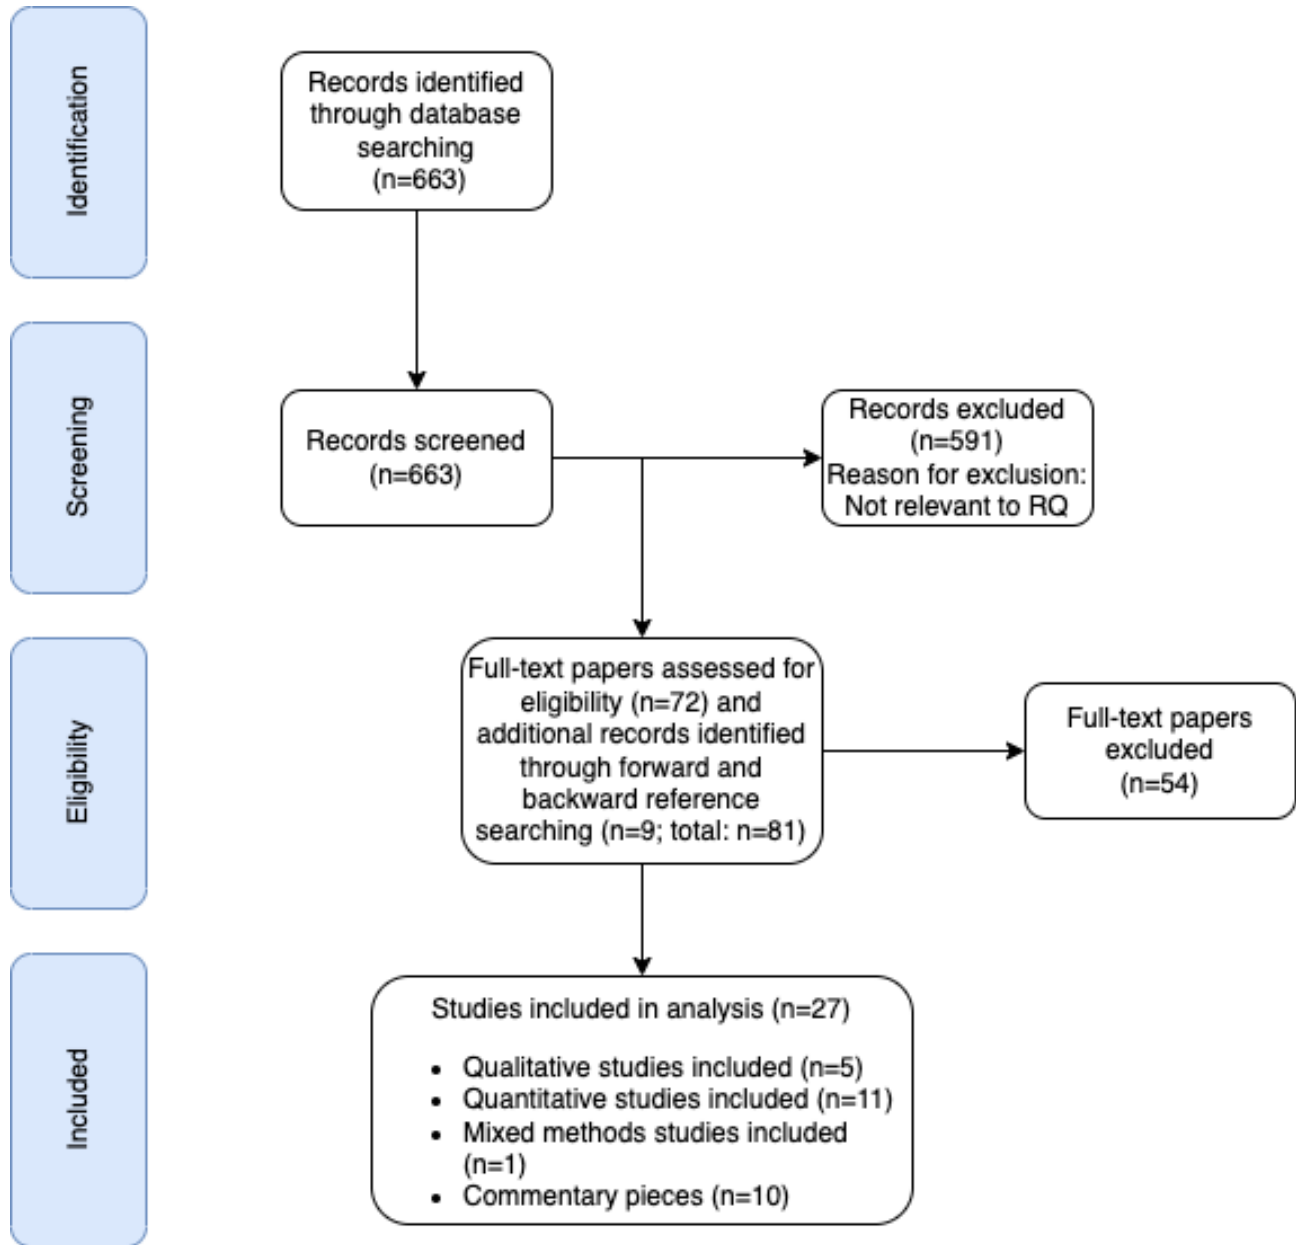 Identification
Records identified
through database
searching
(n=663)
Screening
Records screened
(n=663)
Records excluded
(n=591)
Reason for exclusion:
Not relevant to RQ
Eligibility
Full-text papers assessed for
eligibility (n=72) and
additional records identified
through forward and
backward reference
searching (n=9; total: n=81)
Full-text papers
excluded
(n=54)
Included
Studies included in analysis (n=27)
• Qualitative studies included (n=5)
• Quantitative studies included (n=11)
• Mixed methods studies included
(n=1)
• Commentary pieces (n=10)